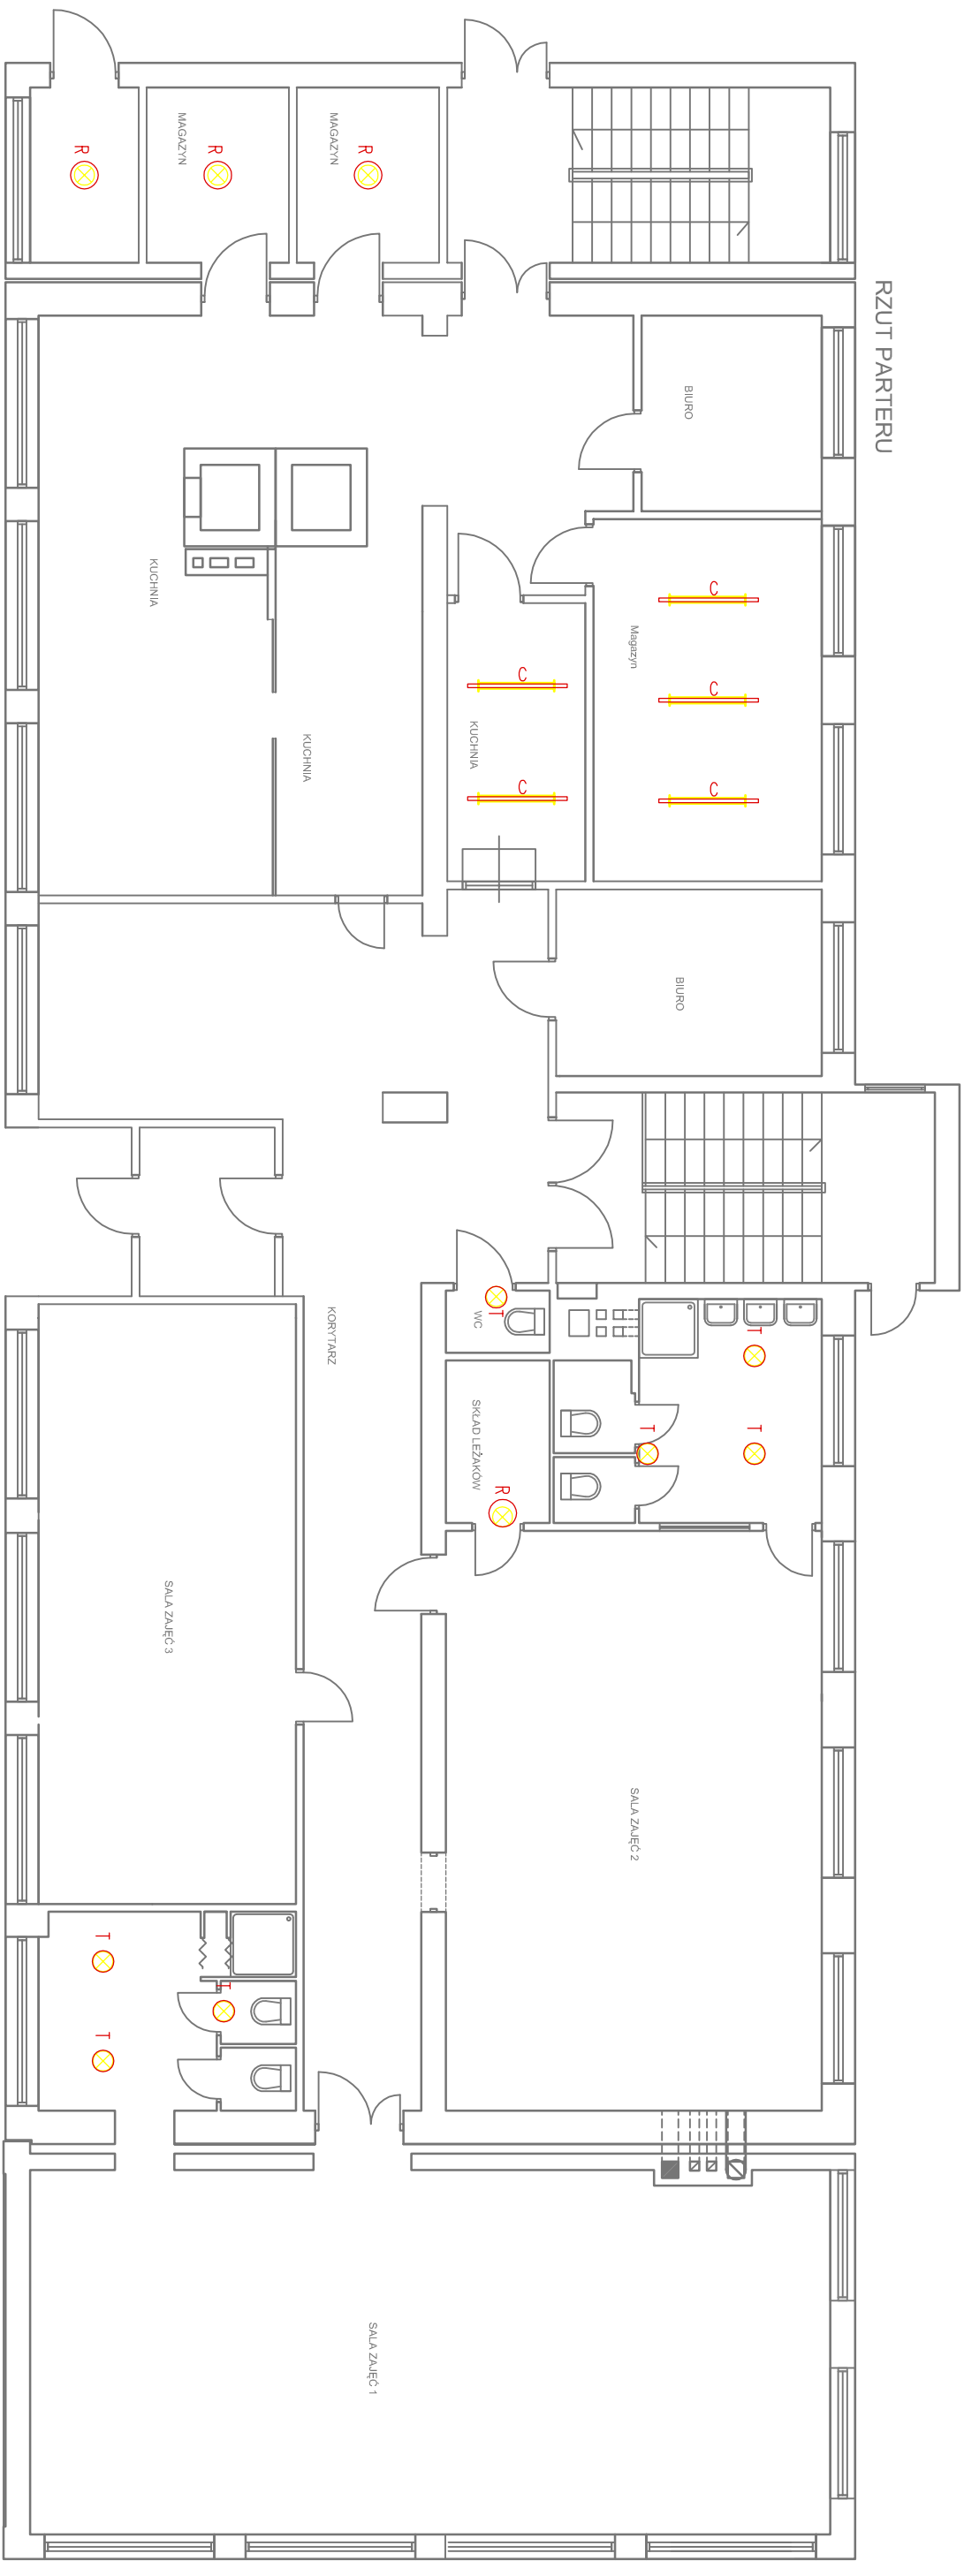 RZUT PARTERU
MAGAZYN
MAGAZYN
R
R
R
BIURO
KUCHNIA
C
Magazyn
C
KUCHNIA
C
KUCHNIA
C
C
BIURO
KORYTARZ
WC
T
T
T
T
SKŁAD LEŻAKÓW
R
SALA ZAJĘĆ 3
SALA ZAJĘĆ 2
T
T
T
SALA ZAJĘĆ 1